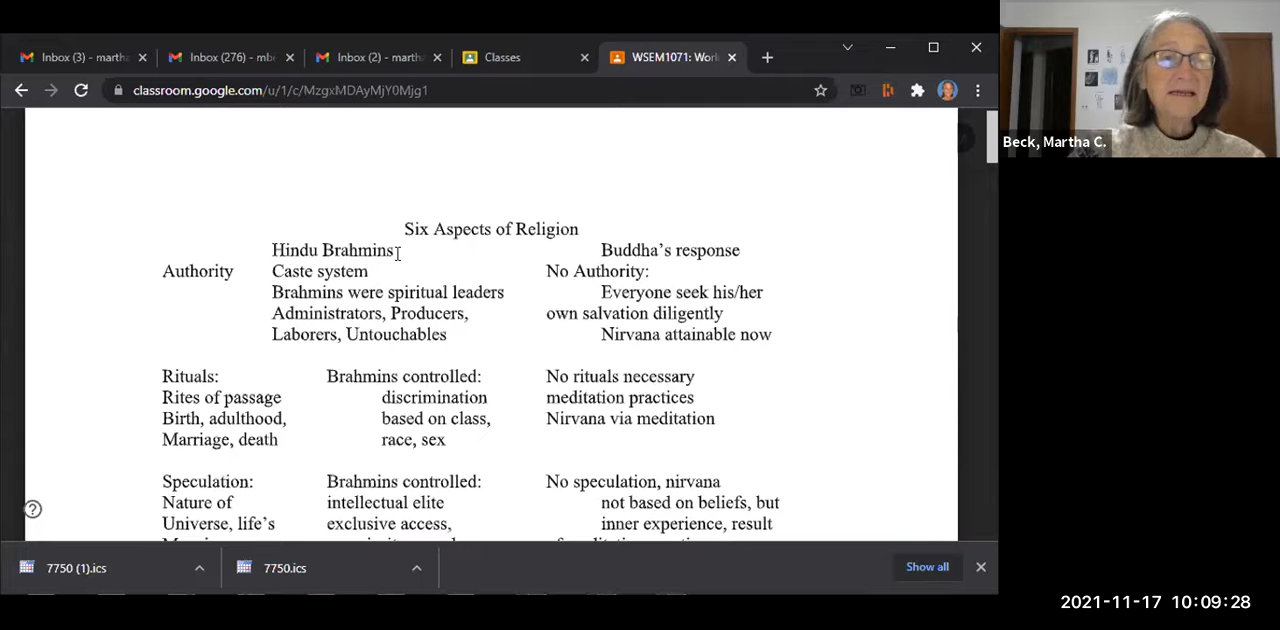 Inbox (3) - martha
Inbox (276) - mbe
Inbox (2) - martha
Classes
WSEM1071: Worl
classroom.google.com/u/1/c/MzgxMDAyMjY0Mjg1
Beck, Martha C.
Six Aspects of Religion
Hindu Brahmins Buddha's response
Authority Caste system No Authority:
Brahmins were spiritual leaders Everyone seek his/her
Administrators, Producers, own salvation diligently
Laborers, Untouchables Nirvana attainable now
Rituals: Brahmins controlled: No rituals necessary
Rites of passage discrimination meditation practices
Birth, adulthood, based on class, Nirvana via meditation
Marriage, death race, sex
Speculation: Brahmins controlled: No speculation, nirvana
Nature of intellectual elite not based on beliefs, but
Universe, life's exclusive access, inner experience, result
7750 (1).ics
7750.ics
Show all
2021-11-17 10:09:28